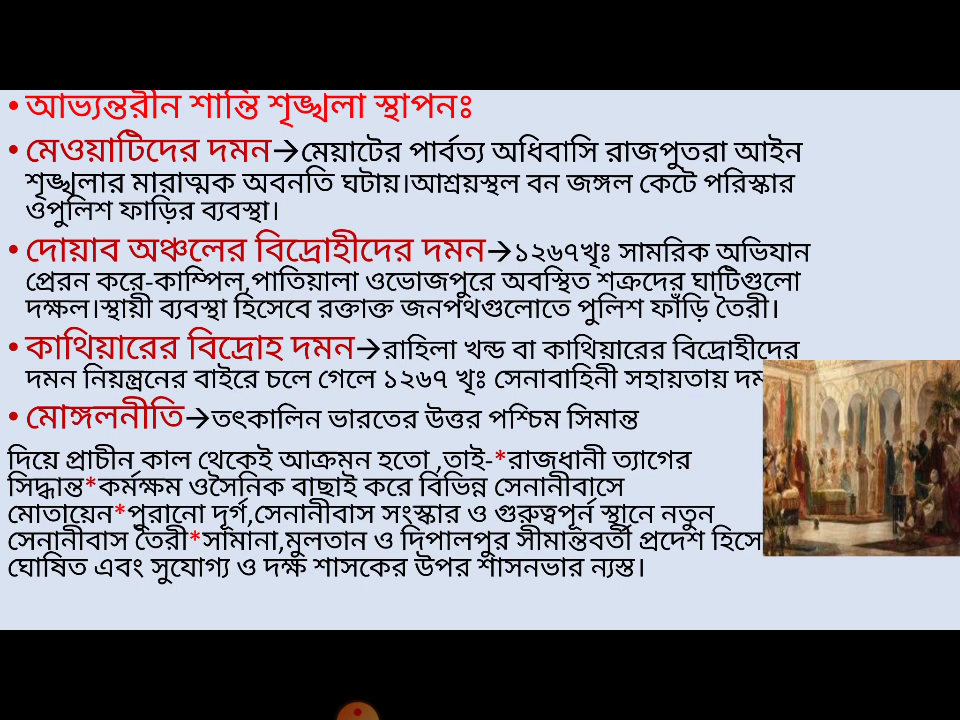 • আভ্যন্তরীন শান্তি শৃঙ্খলা স্থাপনঃ
• মেওয়াটিদের দমন→মেয়াটের পার্বত্য অধিবাসি রাজপুতরা আইন
শৃঙ্খলার মারাত্মক অবনতি ঘটায়।আশ্রয়স্থল বন জঙ্গল কেটে পরিস্কার
ওপুলিশ ফাড়ির ব্যবস্থা।
• দোয়াব অঞ্চলের বিদ্রোহীদের দমন→১২৬৭খৃঃ সামরিক অভিযান
প্রেরন করে-কাম্পিল,পাতিয়ালা ওভোজপুরে অবস্থিত শত্রুদের ঘাটিগুলো
দক্ষল।স্থায়ী ব্যবস্থা হিসেবে রক্তাক্ত জনপথগুলোতে পুলিশ ফাঁড়ি তৈরী।
• কাথিয়ারের বিদ্রোহ দমন→রাহিলা খন্ড বা কাথিয়ারের বিদ্রোহীদের
দমন নিয়ন্ত্রনের বাইরে চলে গেলে ১২৬৭ খৃঃ সেনাবাহিনী সহায়তায়
• মোঙ্গলনীতি→তৎকালিন ভারতের উত্তর পশ্চিম সিমান্ত
দিয়ে প্রাচীন কাল থেকেই আক্রমন হতো ,তাই-*রাজধানী ত্যাগের
সিদ্ধান্ত*কর্মক্ষম ওসৈনিক বাছাই করে বিভিন্ন সেনানীবাসে
মোতায়েন*পুরানো দূর্গ,সেনানীবাস সংস্কার ও গুরুত্বপূর্ন স্থানে নতুন
সেনানীবাস তৈরী*সামানা,মুলতান ও দিপালপুর সীমান্তবর্তী প্রদেশ
ঘোষিত এবং সুযোগ্য ও দক্ষ শাসকের উপর শাসনভার ন্যস্ত।